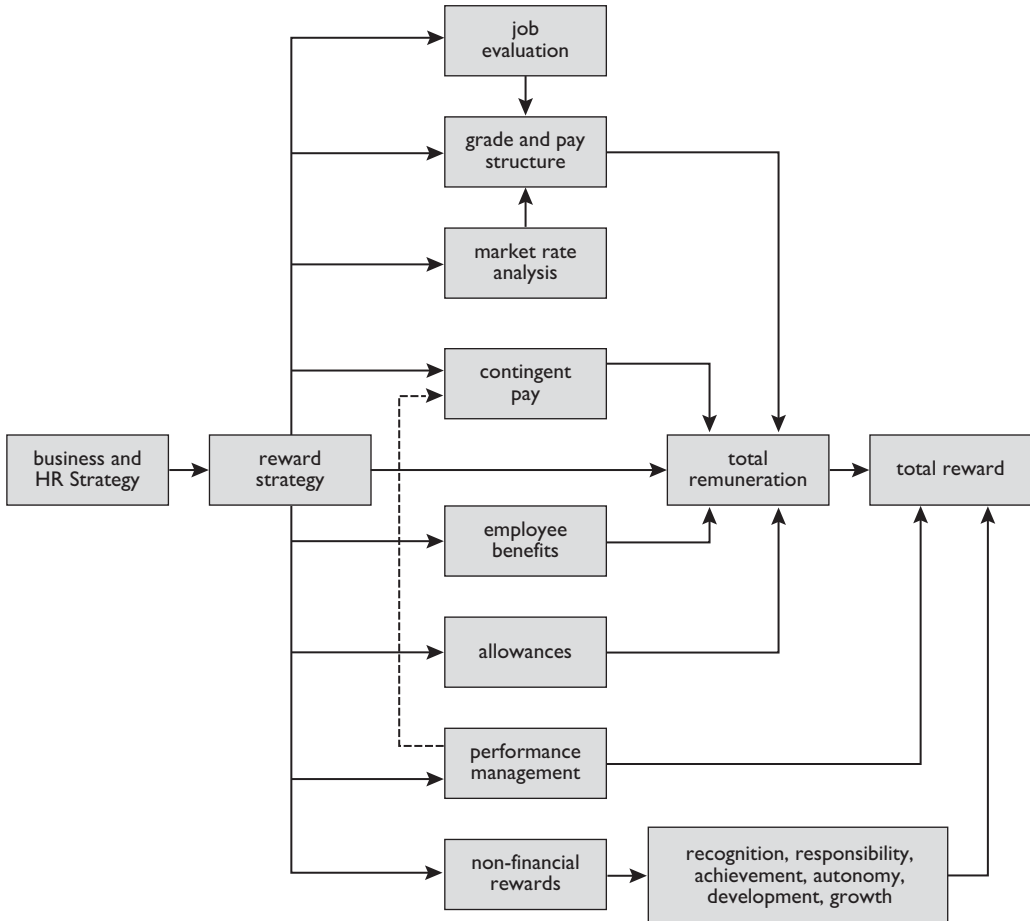 job
evaluation
grade and pay
structure
market rate
analysis
contingent
pay
business and
HR Strategy
reward
strategy
total
remuneration
total reward
employee
benefits
allowances
performance
management
non-financial
rewards
recognition, responsibility,
achievement, autonomy,
development, growth